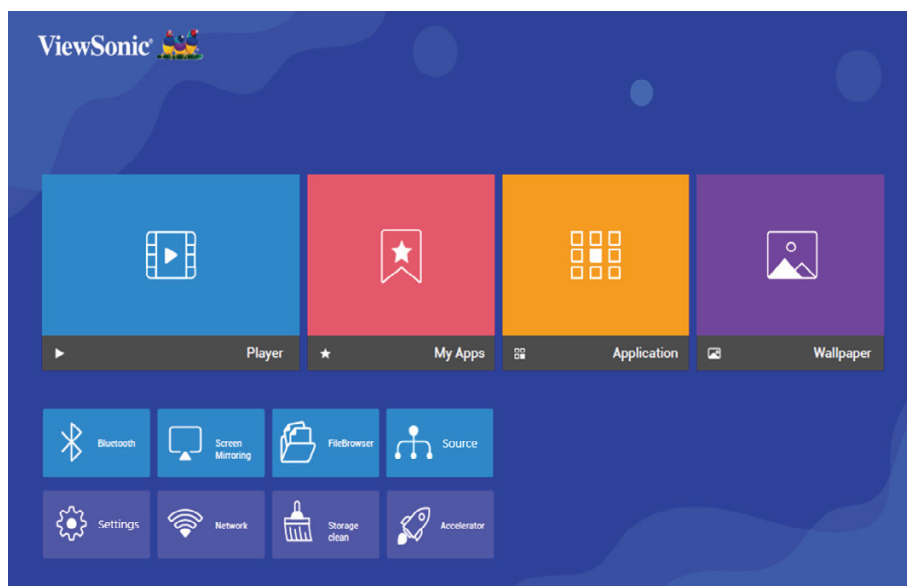 ViewSonic®
Player
My Apps
Application
Wallpaper
Bluetooth
Screen
Mirroring
FileBrowser
Source
Settings
Network
Storage
clean
Accelerator